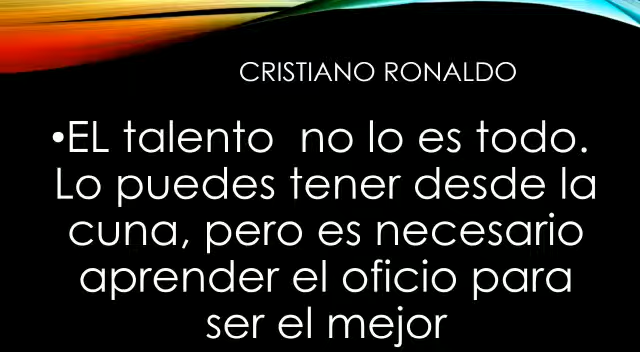 CRISTIANO RONALDO
•EL talento no lo es todo.
Lo puedes tener desde la
cuna, pero es necesario
aprender el oficio para
ser el mejor